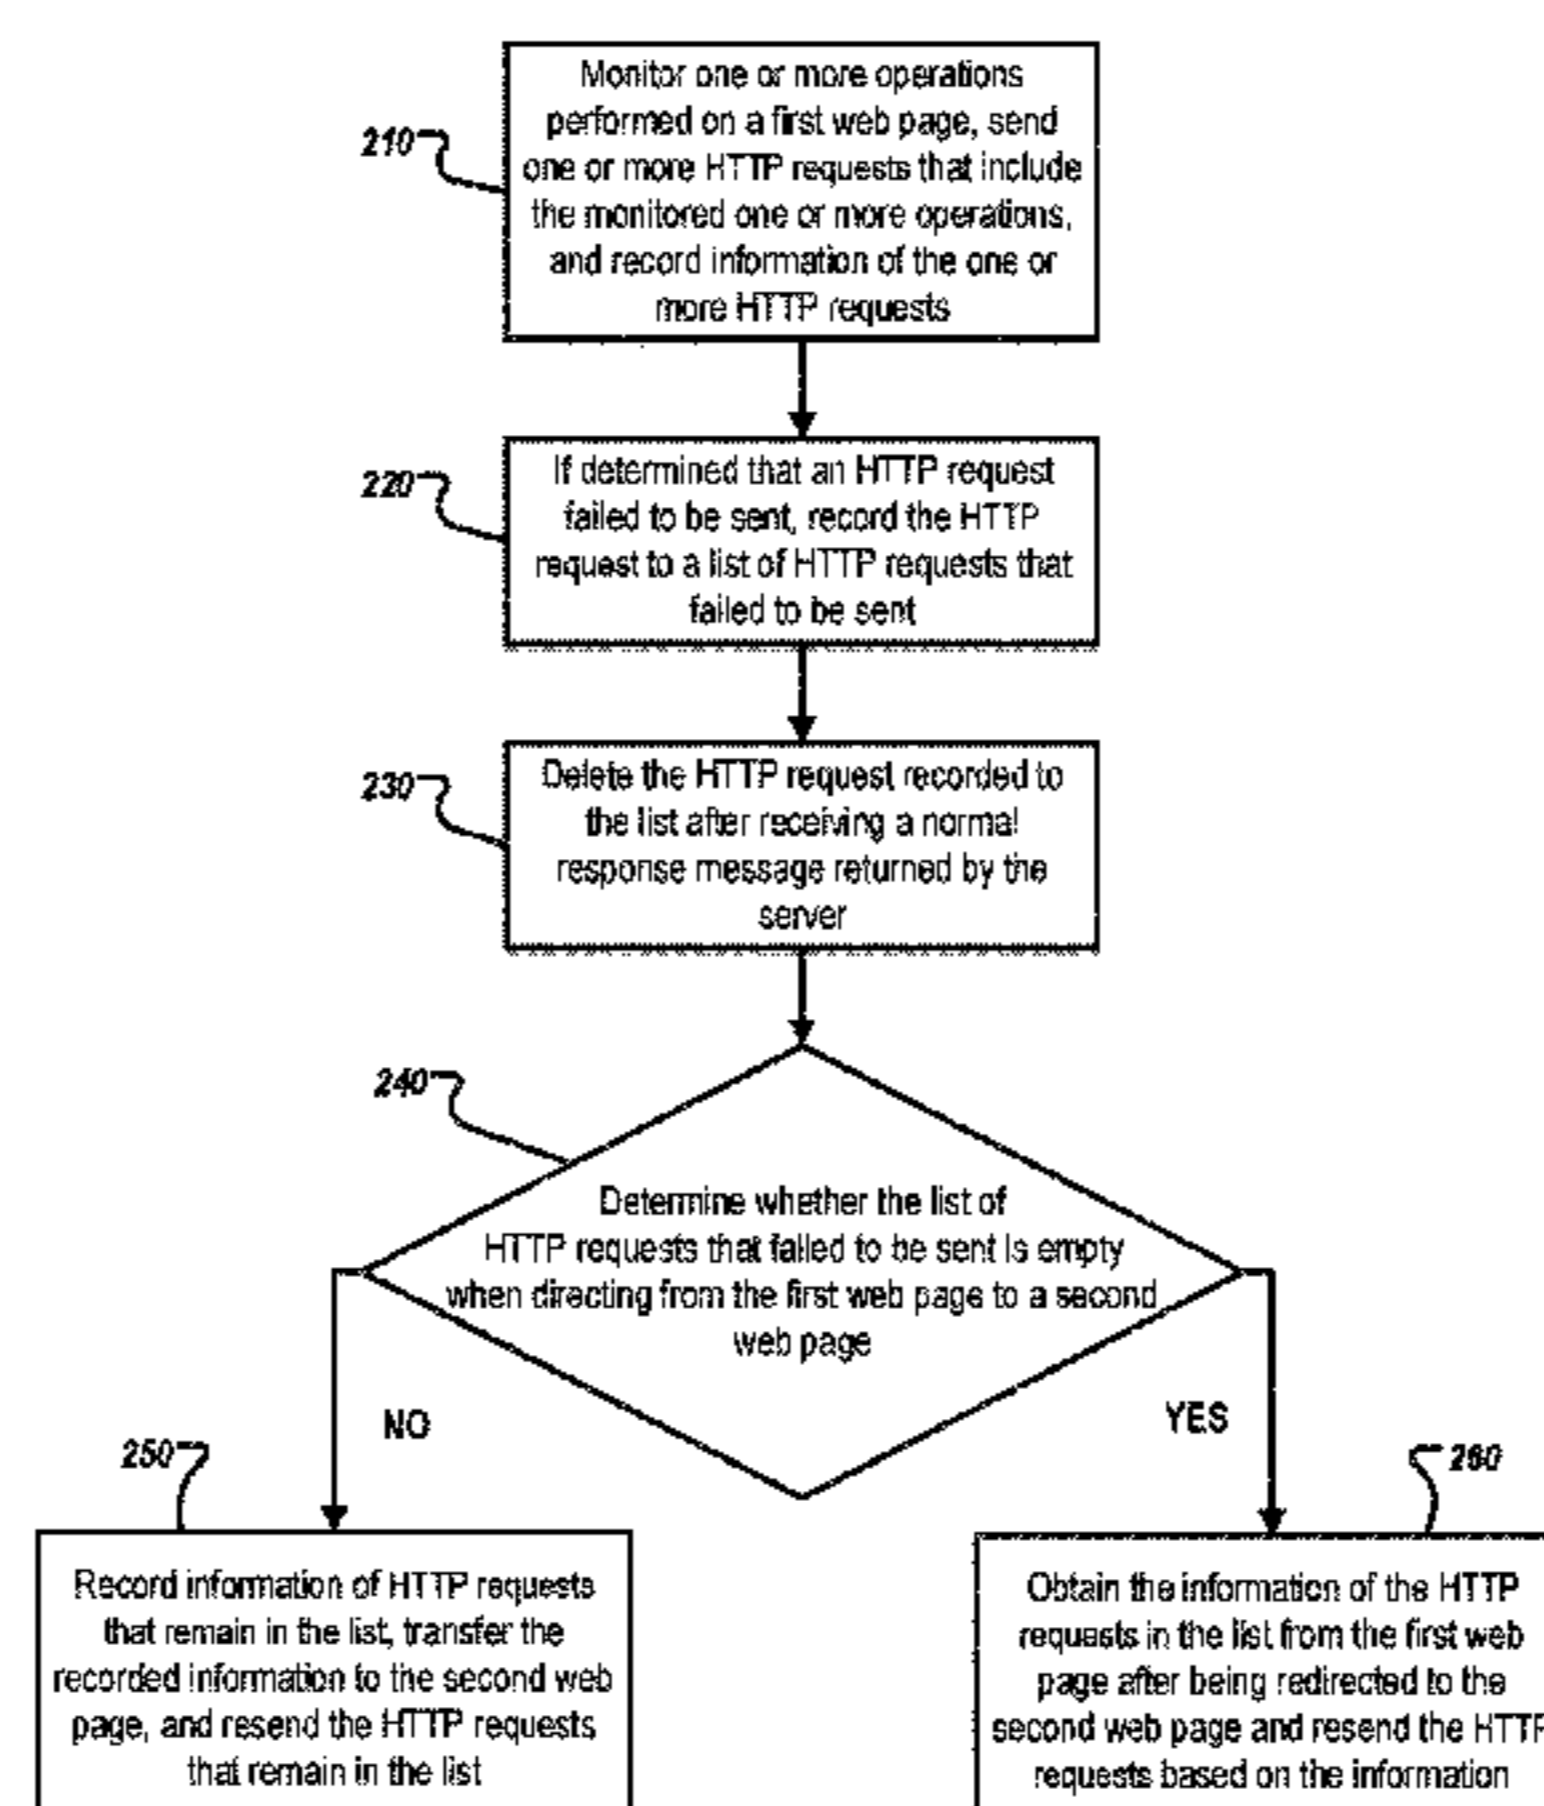 Monitor one or more operations
performed on a first web page, send
one or more HTTP requests that include
the monitored one or more operations,
and record information of the one or
more HTTP requests
210
If determined that an HTTP request
failed to be sent, record the HTTP
request to a list of HTTP requests that
failed to be sent
220
Delete the HTTP request recorded to
the list after receiving a normal
response message returned by the
server
230
240
Determine whether the list of
HTTP requests that failed to be sent is empty
when directing from the first web page to a second
web page
NO
YES
250
Record information of HTTP requests
that remain in the list, transfer the
recorded information to the second web
page, and resend the HTTP requests
that remain in the list
260
Obtain the information of the HTTP
requests in the list from the first web
page after being redirected to the
second web page and resend the HTTP
requests based on the information